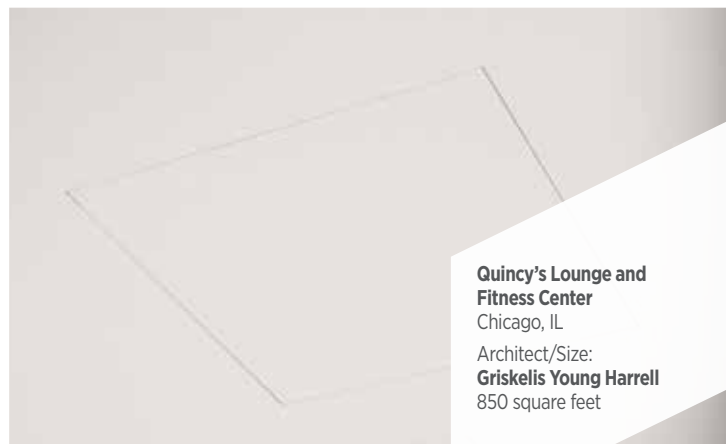 Quincy’s Lounge and
Fitness Center
Chicago, IL
Architect/Size:
Griskelis Young Harrell
850 square feet